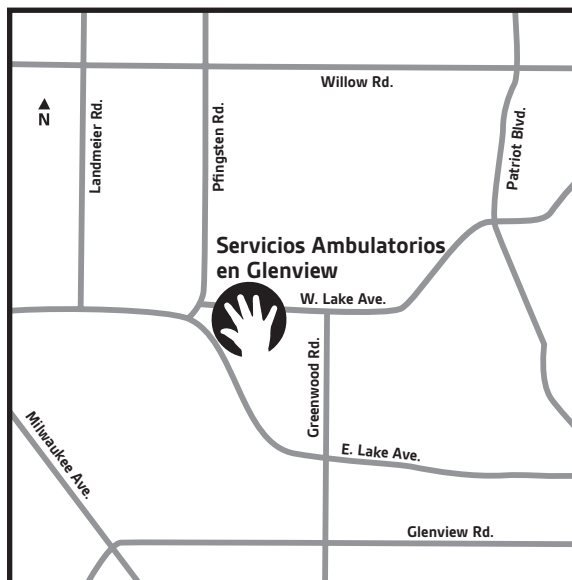 Willow Rd.
N
Landmeier Rd.
Pfingsten Rd.
Patriot Blvd.
Servicios Ambulatorios
en Glenview
W. Lake Ave.
Greenwood Rd.
Milwaukee Ave.
E. Lake Ave.
Glenview Rd.